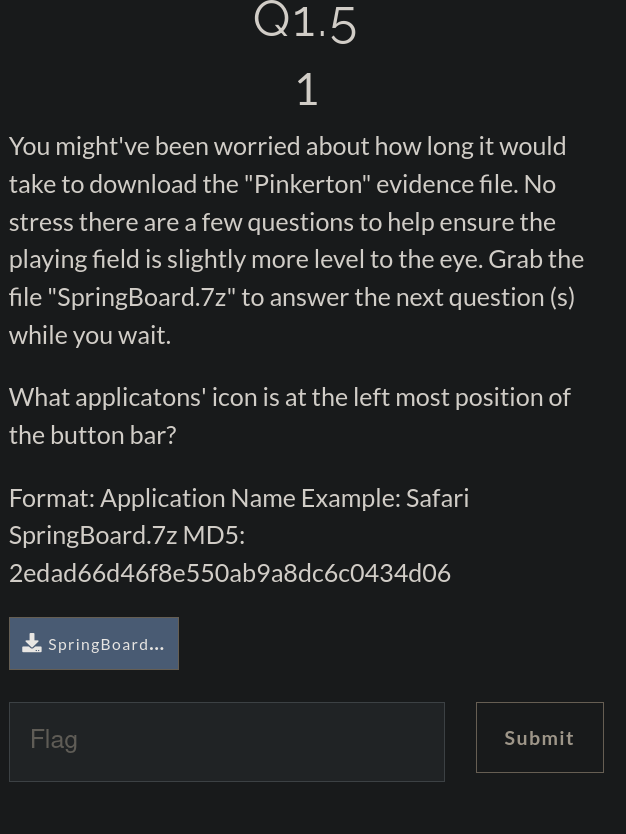 Q1.5
1
You might've been worried about how long it would
take to download the "Pinkerton" evidence file. No
stress there are a few questions to help ensure the
playing field is slightly more level to the eye. Grab the
file "SpringBoard.7z" to answer the next question (s)
while you wait.
What applicatons' icon is at the left most position of
the button bar?
Format: Application Name Example: Safari
SpringBoard.7z MD5:
2edad66d46f8e550ab9a8dc6c0434d06
SpringBoard...
Flag
Submit